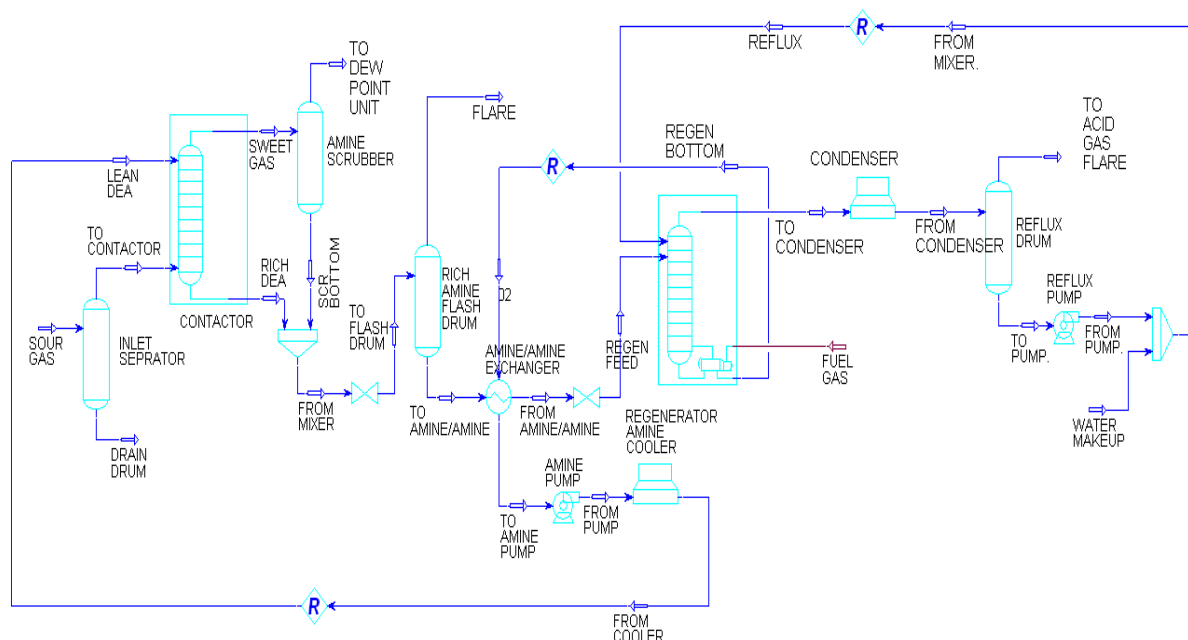 R
REFLUX
FROM
MIXER.
TO
DEW
POINT
UNIT
FLARE
TO
ACID
GAS
FLARE
SWEET
GAS
AMINE
SCRUBBER
LEAN
DEA
R
REGEN
BOTTOM
CONDENSER
TO
CONDENSER
FROM
CONDENSER
REFLUX
DRUM
TO
CONTACTOR
RICH
DEA
SCR
BOTTOM
CONTACTOR
SOUR
GAS
INLET
SEPRATOR
TO
FLASH
DRUM
RICH
AMINE
FLASH
DRUM
02
AMINE/AMINE
EXCHANGER
REGEN
FEED
FUEL
GAS
REFLUX
PUMP
TO
PUMP.
FROM
PUMP.
WATER
MAKEUP
FROM
MIXER
TO
AMINE/AMINE
FROM
AMINE/AMINE
REGENERATOR
AMINE
COOLER
DRAIN
DRUM
AMINE
PUMP
TO
AMINE
PUMP
FROM
PUMP
R
FROM
COOLER